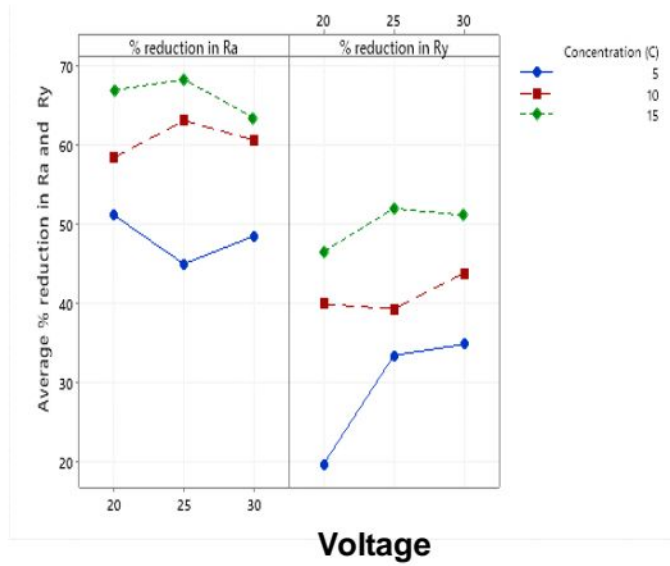 20 25 30
% reduction in Ra % reduction in Ry
Concentration (C)
5
10
15
Average % reduction in Ra and Ry
70
60
50
40
30
20
20 25 30
Voltage